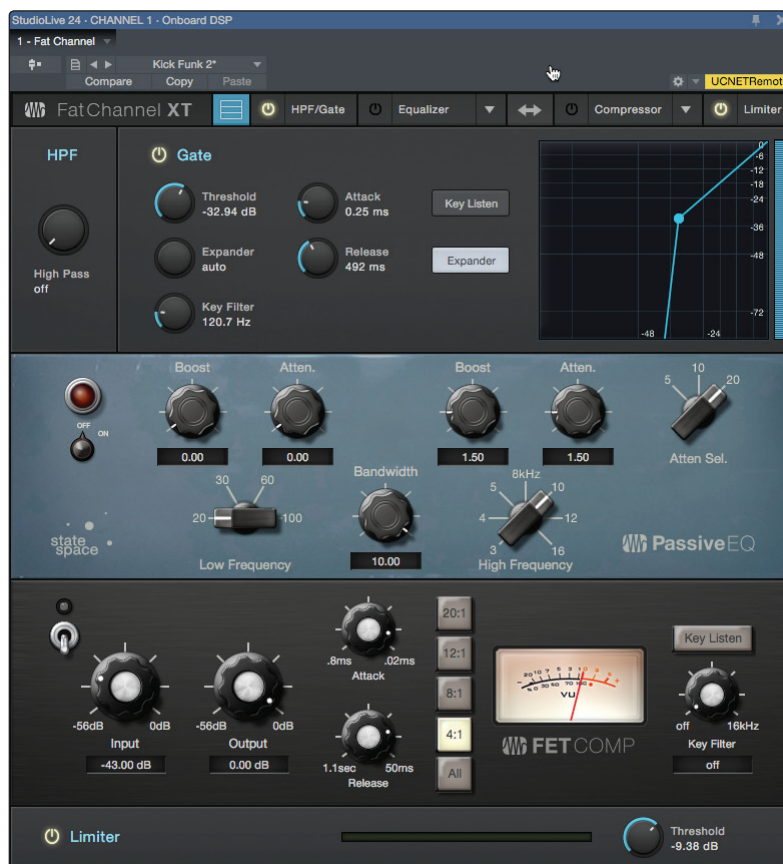 StudioLive 24 - CHANNEL 1 - Onboard DSP
1 - Fat Channel
Kick Funk 2*
Compare Copy Paste
UCNETRemot
FatChannel XT HPF/Gate Equalizer Compressor Limiter
HPF
Gate
Threshold
-32.94 dB
Attack
0.25 ms
Key Listen
High Pass
off
Expander
auto
Release
492 ms
Expander
Key Filter
120.7 Hz
0
-6
-12
-18
-24
-36
-48
-72
-48 -24
Boost Atten. Boost Atten.
5 10 20
OFF ON
0.00 0.00 1.50 1.50
Atten Sel.
Bandwidth
20 30 60 100
3 4 5 8kHz 10 12 16
state
space
Low Frequency
10.00
High Frequency
PassiveEQ
20:1
12:1
8:1
4:1
All
.8ms .02ms
Attack
-56dB 0dB
Input
-43.00 dB
-56dB 0dB
Output
0.00 dB
1.1sec 50ms
Release
VU
FETCOMP
Key Listen
off 16kHz
Key Filter
off
Limiter
Threshold
-9.38 dB